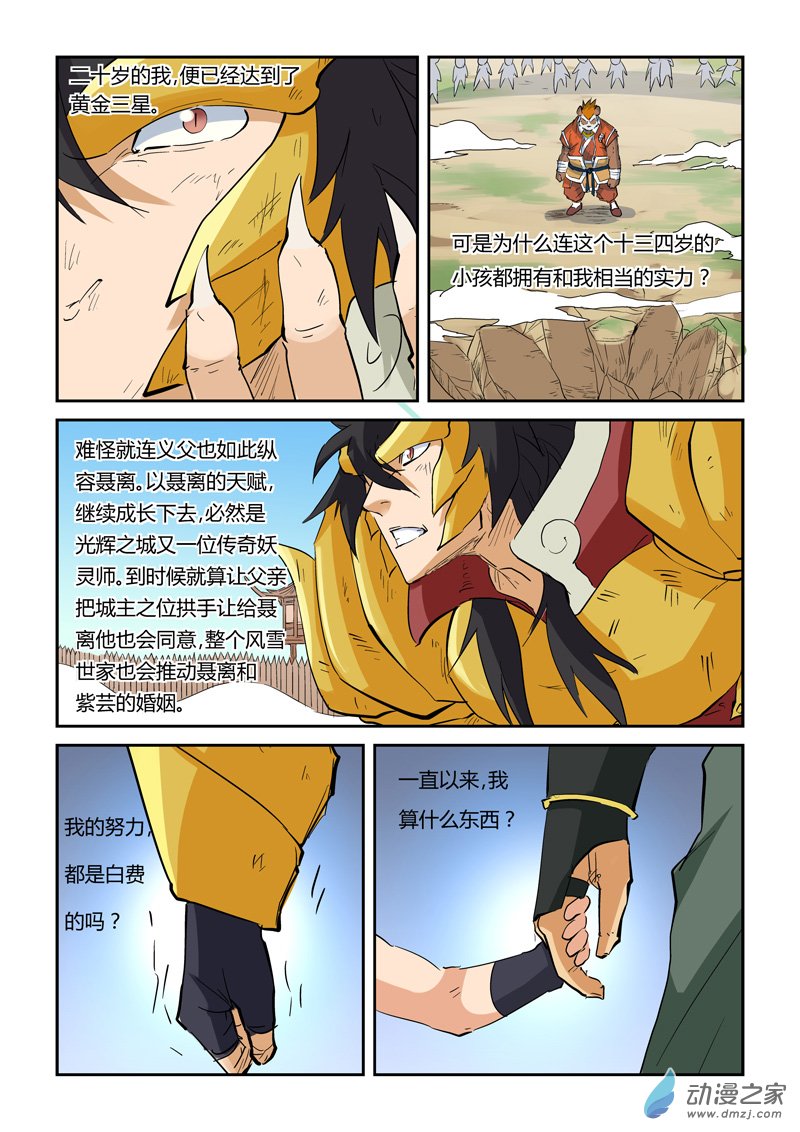 二十岁的我，便已经达到了
黄金三星。
可是为什么连这个十三四岁的
小孩都拥有和我相当的实力？
难怪就连义父也如此纵
容聂离。以聂离的天赋，
继续成长下去，必然是
光辉之城又一位传奇妖
灵师。到时候就算让父亲
把城主之位拱手让给聂
离他也会同意，整个风雪
世家也会推动聂离和
紫芸的婚姻。
我的努力，
都是白费
的吗？
一直以来，我
算什么东西？
动漫之家
www.dmzj.com